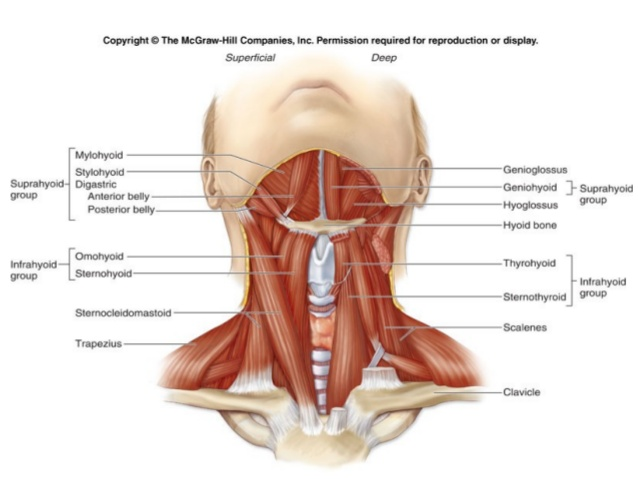 Copyright © The McGraw-Hill Companies, Inc. Permission required for reproduction or display.
Superficial
Deep
Suprahyoid
group
Mylohyoid
Stylohyoid
Digastric
Anterior belly
Posterior belly
Infrahyoid
group
Omohyoid
Sternohyoid
Sternocleidomastoid
Trapezius
Genioglossus
Geniohyoid
Suprahyoid
group
Hyoglossus
Hyoid bone
Thyrohyoid
Infrahyoid
group
Sternothyroid
Scalenes
Clavicle